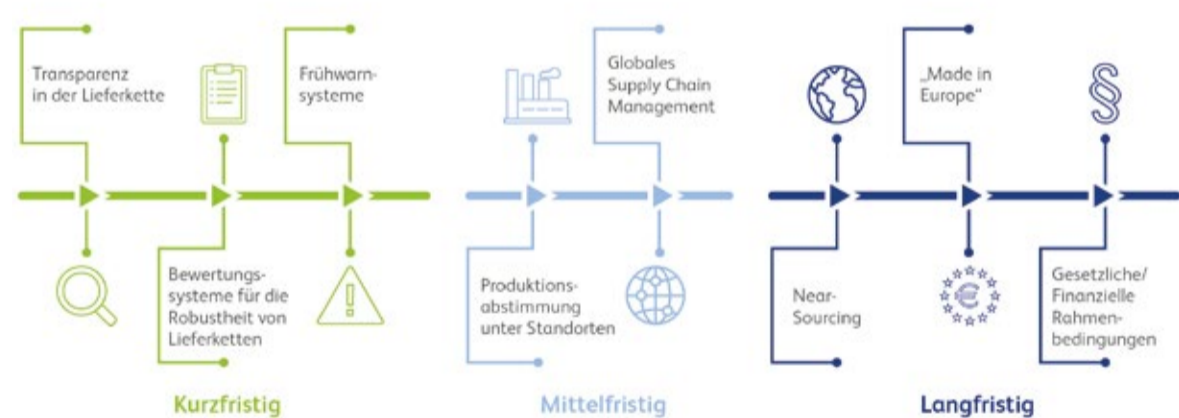 Transparenz
in der Lieferkette
Bewertungs-
systeme für die
Robustheit von
Lieferketten
Frühwarn-
systeme
Kurzfristig
Produktions-
abstimmung
unter Standorten
Globales
Supply Chain
Management
Mittelfristig
Near-
Sourcing
„Made in
Europe“
€
§
Gesetzliche/
Finanzielle
Rahmen-
bedingungen
Langfristig